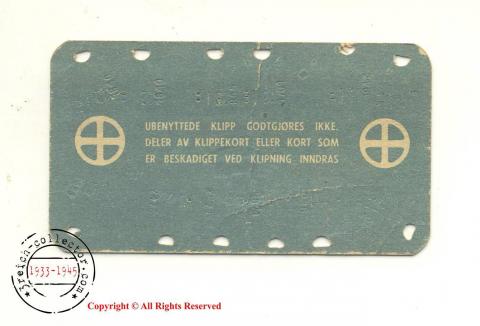 UBENYTTEDE KLIPP GODTGJØRES IKKE.
DELER AV KLIPPEKORT ELLER KORT SOM
ER BESKADIGET VED KLIPNING INNDRAS
*3reich-collector.com*
1933-1945
Copyright © All Rights Reserved